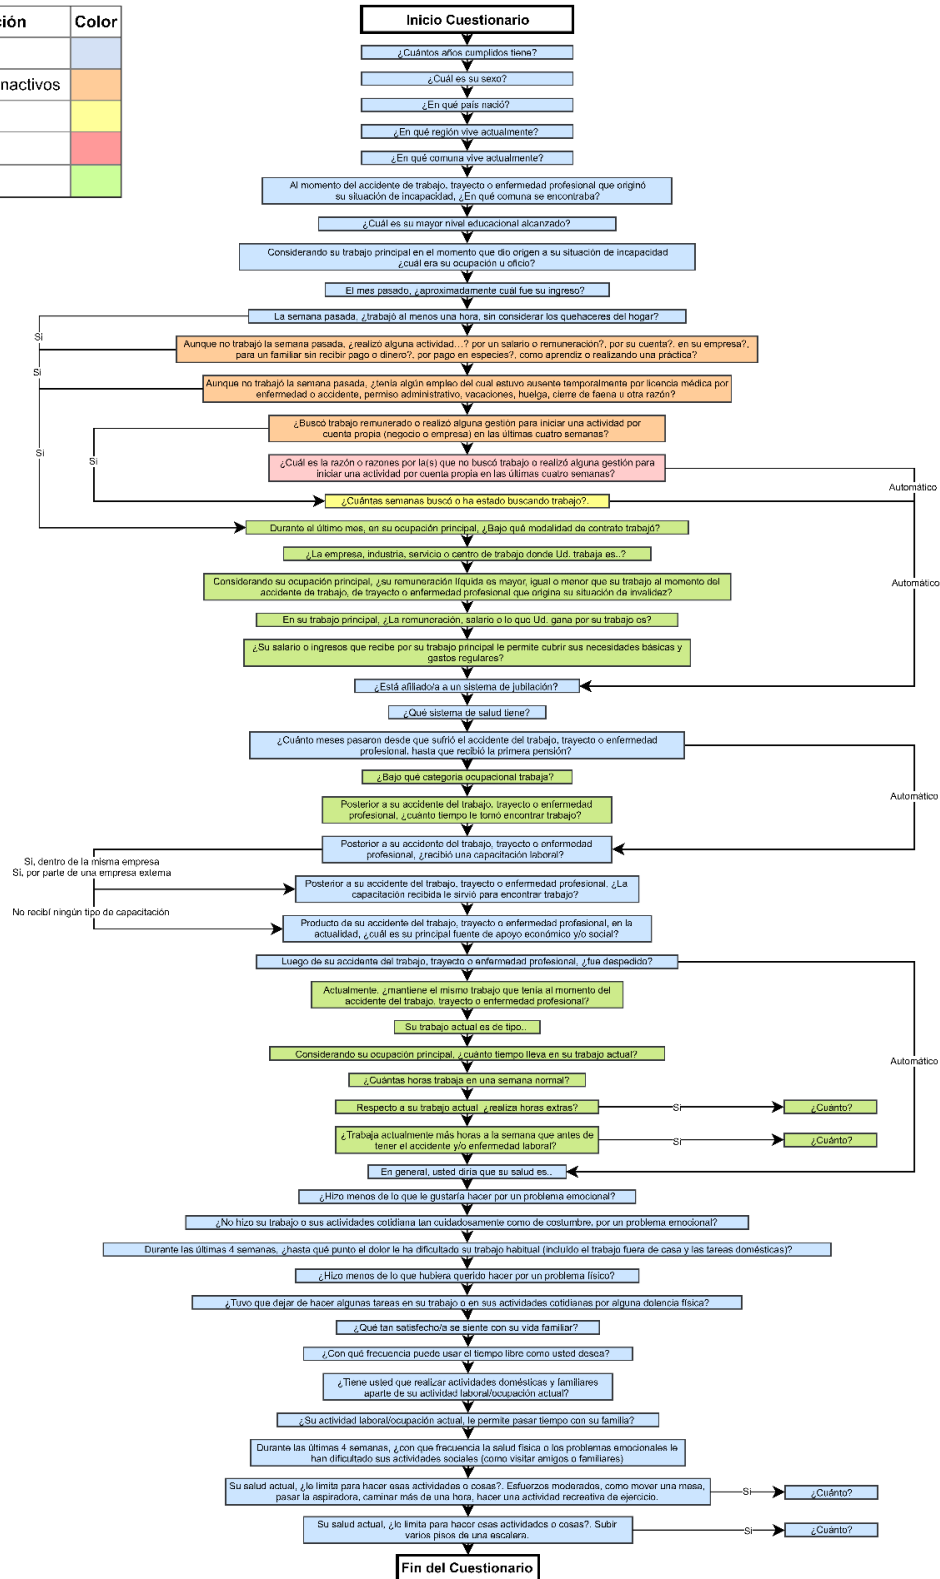 ción
Color
nactivos
Inicio Cuestionario
¿Cuántos años cumplidos tiene?
¿Cuál es su sexo?
¿En qué país nació?
¿En qué región vive actualmente?
¿En qué comuna vive actualmente?
Al momento del accidente de trabajo, trayecto o enfermedad profesional que originó
su situación de incapacidad, ¿En qué comuna se encontraba?
¿Cuál es su mayor nivel educacional alcanzado?
Considerando su trabajo principal en el momento que dio origen a su situación de incapacidad
¿cuál era su ocupación u oficio?
El mes pasado, ¿aproximadamente cuál fue su ingreso?
La semana pasada, ¿trabajó al menos una hora, sin considerar los quehaceres del hogar?
Si
Aunque no trabajó la semana pasada, ¿realizó alguna actividad...? por un salario o remuneración?, por su cuenta?. en su empresa?,
para un familiar sin recibir pago o dinero?, por pago en especies?, como aprendiz o realizando una práctica?
Si
Aunque no trabajó la semana pasada, ¿tenía algún empleo del cual estuvo ausente temporalmente por licencia médica por
enfermedad o accidente, permiso administrativo, vacaciones, huelga, cierre de faena u otra razón?
¿Buscó trabajo remunerado o realizó alguna gestión para iniciar una actividad por
cuenta propia (negocio o empresa) en las últimas cuatro semanas?
Si
Si
¿Cuál es la razón o razones por la(s) que no buscó trabajo o realizó alguna gestión para
iniciar una actividad por cuenta propia en las últimas cuatro semanas?
Automático
¿Cuántas semanas buscó o ha estado buscando trabajo?.
Durante el último mes, en su ocupación principal, ¿Bajo qué modalidad de contrato trabajó?
¿La empresa, industria, servicio o centro de trabajo donde Ud. trabaja es..?
Considerando su ocupación principal, ¿su remuneración líquida es mayor, igual o menor que su trabajo al momento del
accidente de trabajo, de trayecto o enfermedad profesional que origina su situación de invalidez?
Automático
En su trabajo principal, ¿La remuneración, salario o lo que Ud. gana por su trabajo es?
¿Su salario o ingresos que recibe por su trabajo principal le permite cubrir sus necesidades básicas y
gastos regulares?
¿Está afiliado/a a un sistema de jubilación?
¿Qué sistema de salud tiene?
¿Cuánto meses pasaron desde que sufrió el accidente del trabajo, trayecto o enfermedad
profesional, hasta que recibió la primera pensión?
¿Bajo qué categoría ocupacional trabaja?
Automático
Posterior a su accidente del trabajo, trayecto o enfermedad
profesional, ¿cuánto tiempo le tomó encontrar trabajo?
Posterior a su accidente del trabajo, trayecto o enfermedad
profesional, ¿recibió una capacitación laboral?
Si, dentro de la misma empresa
Si, por parte de una empresa externa
Posterior a su accidente del trabajo, trayecto o enfermedad profesional, ¿La
capacitación recibida le sirvió para encontrar trabajo?
No recibí ningún tipo de capacitación
Producto de su accidente del trabajo, trayecto o enfermedad profesional, en la
actualidad, ¿cuál es su principal fuente de apoyo económico y/o social?
Luego de su accidente del trabajo, trayecto o enfermedad profesional, ¿fue despedido?
Actualmente, ¿mantiene el mismo trabajo que tenía al momento del
accidente del trabajo, trayecto o enfermedad profesional?
Su trabajo actual es de tipo..
Considerando su ocupación principal, ¿cuánto tiempo lleva en su trabajo actual?
Automático
¿Cuántas horas trabaja en una semana normal?
Respecto a su trabajo actual ¿realiza horas extras?
Si
¿Cuánto?
¿Trabaja actualmente más horas a la semana que antes de
tener el accidente y/o enfermedad laboral?
Si
¿Cuánto?
En general, usted diría que su salud es..
¿Hizo menos de lo que le gustaría hacer por un problema emocional?
¿No hizo su trabajo o sus actividades cotidiana tan cuidadosamente como de costumbre, por un problema emocional?
Durante las últimas 4 semanas, ¿hasta qué punto el dolor le ha dificultado su trabajo habitual (incluido el trabajo fuera de casa y las tareas domésticas)?
¿Hizo menos de lo que hubiera querido hacer por un problema físico?
¿Tuvo que dejar de hacer algunas tareas en su trabajo o en sus actividades cotidianas por alguna dolencia física?
¿Qué tan satisfecho/a se siente con su vida familiar?
¿Con qué frecuencia puede usar el tiempo libre como usted desea?
¿Tiene usted que realizar actividades domésticas y familiares
aparte de su actividad laboral/ocupación actual?
¿Su actividad laboral/ocupación actual, le permite pasar tiempo con su familia?
Durante las últimas 4 semanas, ¿con que frecuencia la salud física o los problemas emocionales le
han dificultado sus actividades sociales (como visitar amigos o familiares)
Su salud actual, ¿le limita para hacer esas actividades o cosas?. Esfuerzos moderados, como mover una mesa,
pasar la aspiradora, caminar más de una hora, hacer una actividad recreativa de ejercicio.
Si
¿Cuánto?
Su salud actual, ¿le limita para hacer esas actividades o cosas?. Subir
varios pisos de una escalera.
Si
¿Cuánto?
Fin del Cuestionario